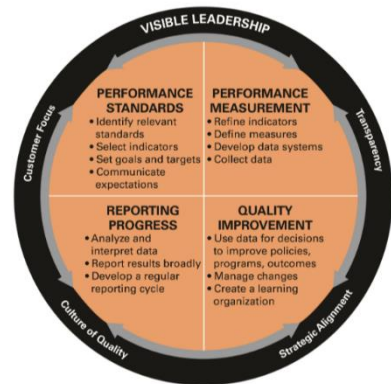 VISIBLE LEADERSHIP
Customer Focus
Transparency
PERFORMANCE
STANDARDS
• Identify relevant
standards
• Select indicators
• Set goals and targets
• Communicate
expectations
PERFORMANCE
MEASUREMENT
• Refine indicators
• Define measures
• Develop data systems
• Collect data
REPORTING
PROGRESS
• Analyze and
interpret data
• Report results broadly
• Develop a regular
reporting cycle
QUALITY
IMPROVEMENT
• Use data for decisions
to improve policies,
programs, outcomes
• Manage changes
• Create a learning
organization
Culture of Quality
Strategic Alignment